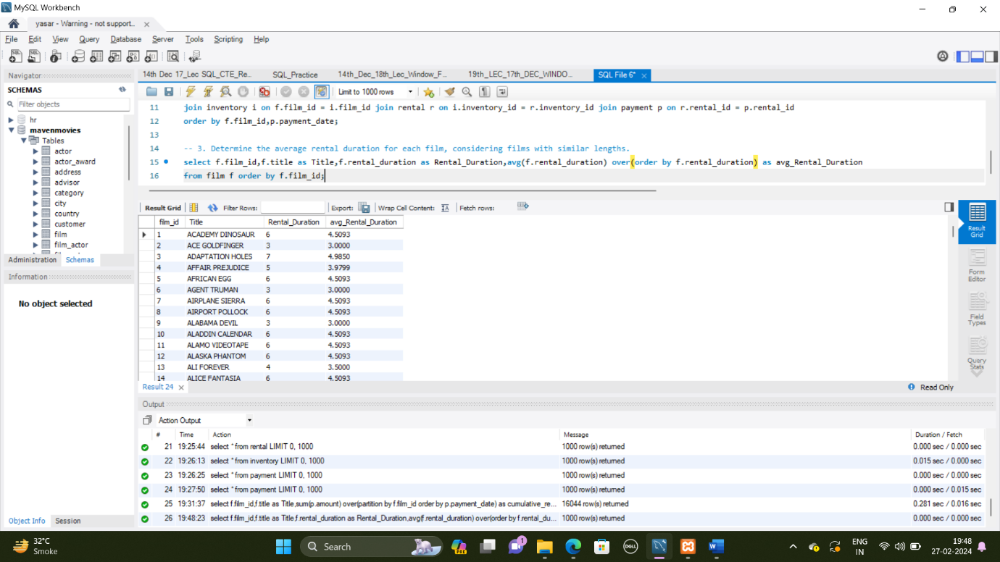 MySQL Workbench
yasar - Warning - not support..
File Edit View Query Database Server Tools Scripting Help
Navigator
SCHEMAS
Filter objects
hr
mavenmovies
Tables
actor
actor_award
address
advisor
category
city
country
customer
film
film_actor
Administration Schemas
Information
No object selected
Object Info Session
14th Dec 17_Lec SQL_CTE_Re... SQL_Practice 14th_Dec_18th_Lec_Window_F... 19th_LEC_17th_DEC_WINDO... SQL File 6*
Limit to 1000 rows
11 join inventory i on f.film_id = i.film_id join rental r on i.inventory_id = r.inventory_id join payment p on r.rental_id = p.rental_id
12 order by f.film_id,p.payment_date;
13
14 -- 3. Determine the average rental duration for each film, considering films with similar lengths.
15 select f.film_id,f.title as Title,f.rental_duration as Rental_Duration,avg(f.rental_duration) over(order by f.rental_duration) as avg_Rental_Duration
16 from film f order by f.film_id;
Result Grid Filter Rows: Export: Wrap Cell Content: Fetch rows:
film_id Title Rental_Duration avg_Rental_Duration
1 ACADEMY DINOSAUR 6 4.5093
2 ACE GOLDFINGER 3 3.0000
3 ADAPTATION HOLES 7 4.9850
4 AFFAIR PREJUDICE 5 3.9799
5 AFRICAN EGG 6 4.5093
6 AGENT TRUMAN 3 3.0000
7 AIRPLANE SIERRA 6 4.5093
8 AIRPORT POLLOCK 6 4.5093
9 ALABAMA DEVIL 3 3.0000
10 ALADDIN CALENDAR 6 4.5093
11 ALAMO VIDEOTAPE 6 4.5093
12 ALASKA PHANTOM 6 4.5093
13 ALI FOREVER 4 3.5000
14 ALICE FANTASIA 6 4.5093
Result Grid
Form Editor
Field Types
Query Stats
Result 24 Read Only
Output
Action Output
# Time Action Message Duration / Fetch
21 19:25:44 select * from rental LIMIT 0, 1000 1000 row(s) returned 0.000 sec / 0.000 sec
22 19:26:13 select * from inventory LIMIT 0, 1000 1000 row(s) returned 0.015 sec / 0.000 sec
23 19:26:25 select * from payment LIMIT 0, 1000 1000 row(s) returned 0.000 sec / 0.000 sec
24 19:27:50 select * from payment LIMIT 0, 1000 1000 row(s) returned 0.000 sec / 0.015 sec
25 19:31:37 select f.film_id,f.title as Title,sum(p.amount) over(partition by f.film_id order by p.payment_date) as cumulative_re... 16044 row(s) returned 0.281 sec / 0.016 sec
26 19:48:23 select f.film_id,f.title as Title,f.rental_duration as Rental_Duration,avg(f.rental_duration) over(order by f.rental_du... 1000 row(s) returned 0.000 sec / 0.000 sec
32°C
Smoke
Search
PRE
1
DELL
ENG
IN
19:48
27-02-2024